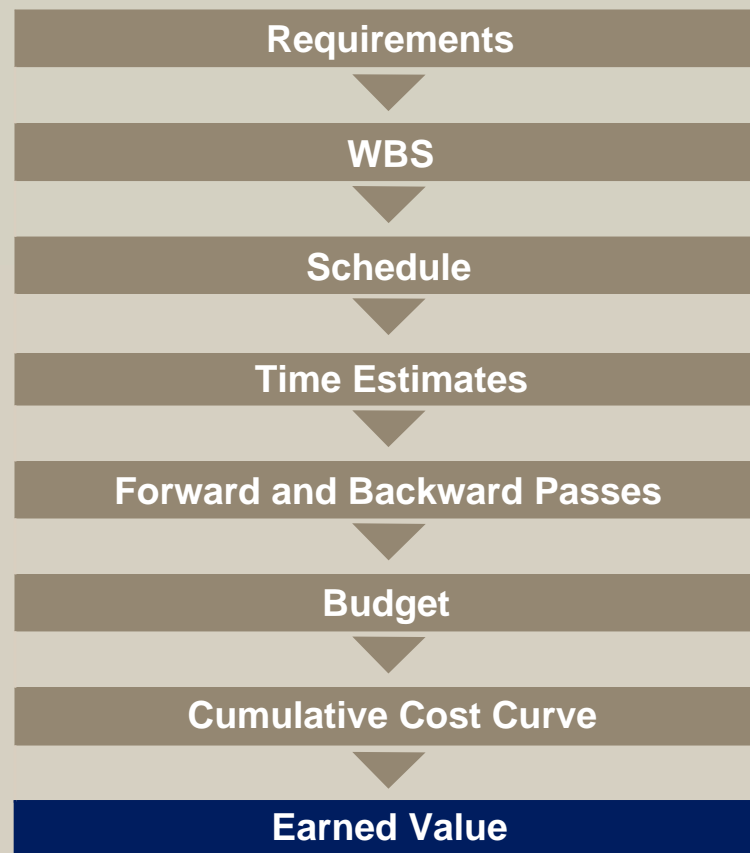 Requirements
WBS
Schedule
Time Estimates
Forward and Backward Passes
Budget
Cumulative Cost Curve
Earned Value